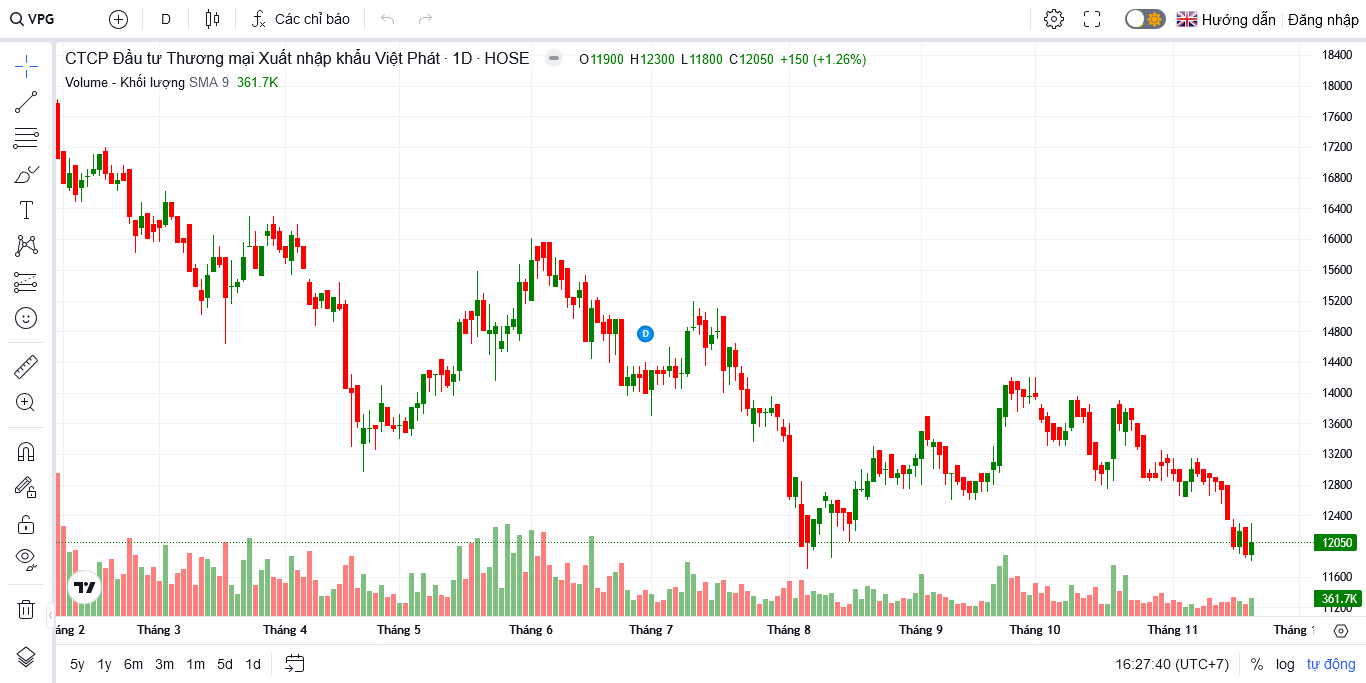 VPG D Các chỉ báo Hướng dẫn Đăng nhập
CTCP Đầu tư Thương mại Xuất nhập khẩu Việt Phát · 1D · HOSE O11900 H12300 L11800 C12050 +150 (+1.26%)
Volume - Khối lượng SMA 9 361.7K
18400
18000
17600
17200
16800
16400
16000
15600
15200
14800
D
14400
14000
13600
13200
12800
12400
12050
11600
361.7K
11200
áng 2 Tháng 3 Tháng 4 Tháng 5 Tháng 6 Tháng 7 Tháng 8 Tháng 9 Tháng 10 Tháng 11 Tháng 1
5y 1y 6m 3m 1m 5d 1d 16:27:40 (UTC+7) % log tự động